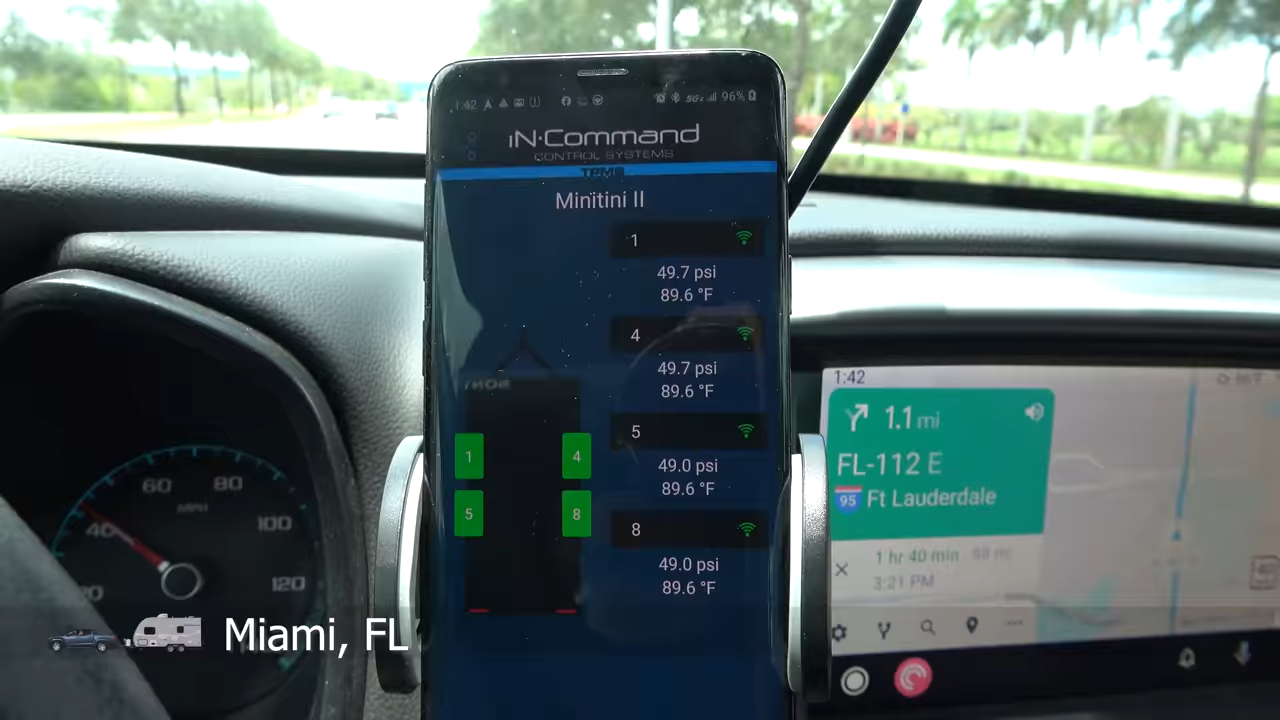 1:42
5G
96%
iN·Command
CONTROL SYSTEMS
TPMS
Minitini II
1
49.7 psi
89.6 °F
4
49.7 psi
89.6 °F
5
49.0 psi
89.6 °F
8
49.0 psi
89.6 °F
1
4
5
8
40
60
80
100
120
MPH
1:42
1.1 mi
FL-112 E
95 Ft Lauderdale
1 hr 40 min 98 mi
3:21 PM
Miami, FL